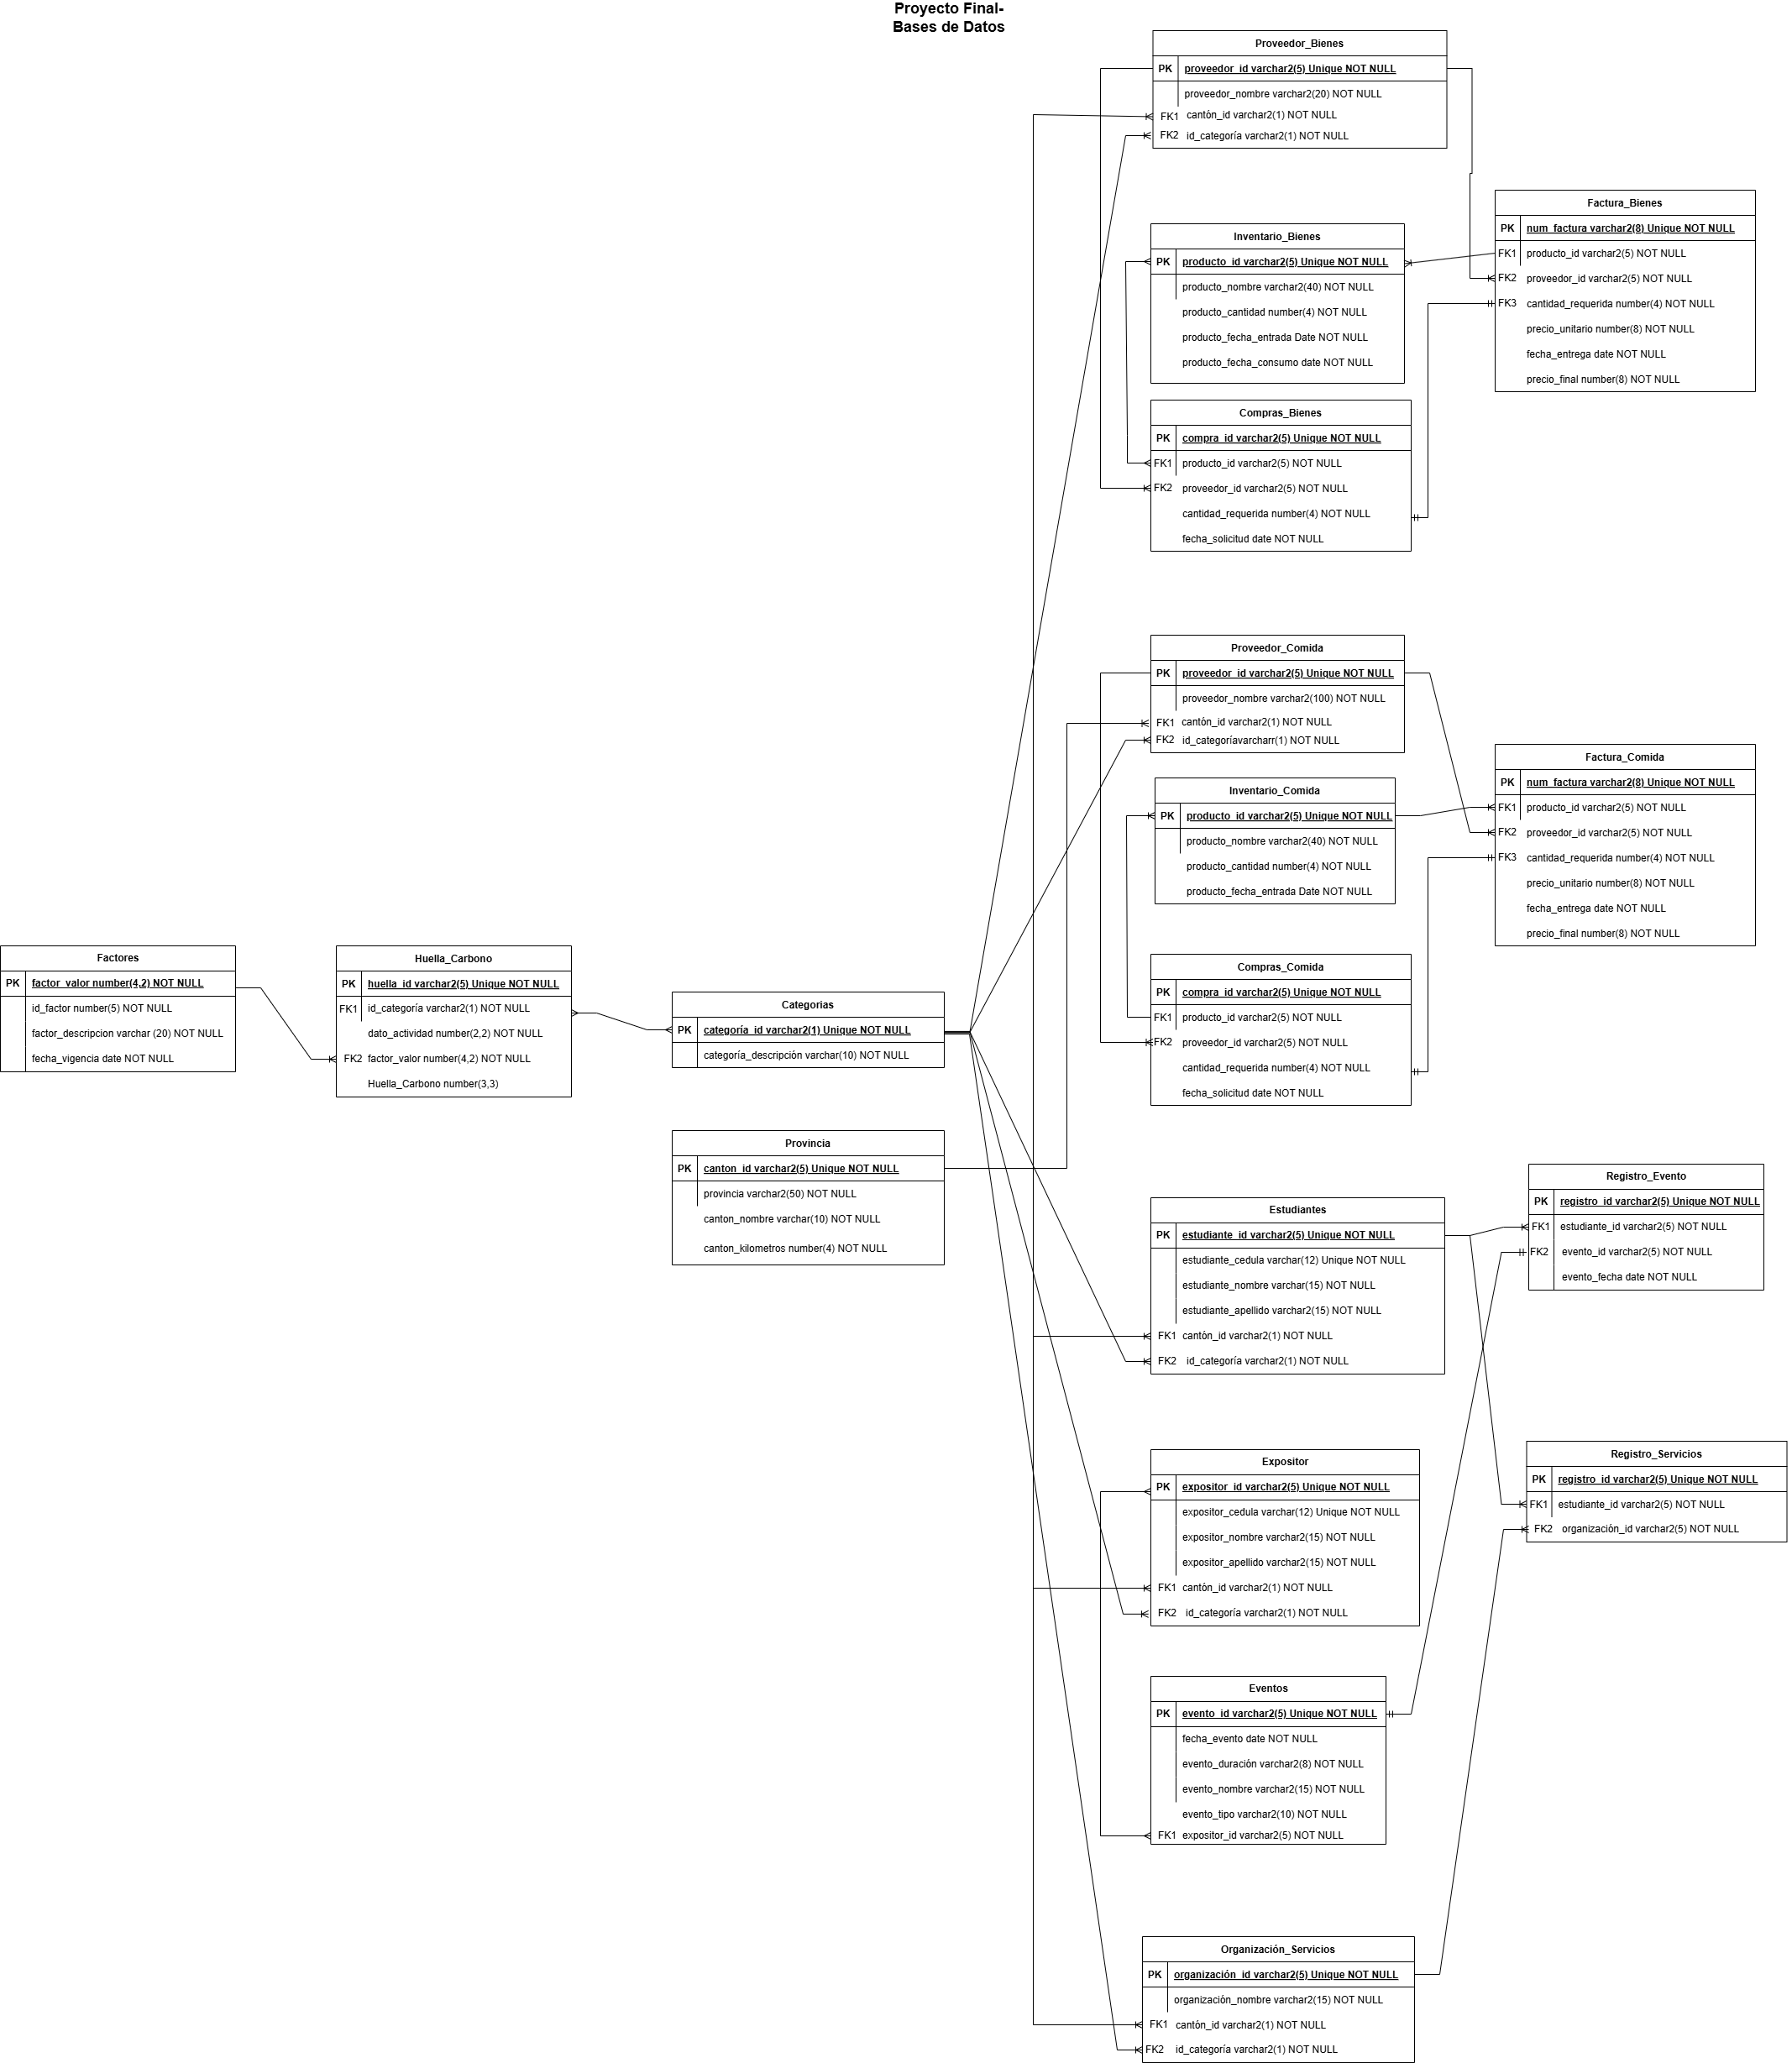 Proyecto Final-
Bases de Datos
Proveedor_Bienes
PK proveedor_id varchar2(5) Unique NOT NULL
proveedor_nombre varchar2(20) NOT NULL
FK1 cantón_id varchar2(1) NOT NULL
FK2 id_categoría varchar2(1) NOT NULL
Factura_Bienes
PK num_factura varchar2(8) Unique NOT NULL
FK1 producto_id varchar2(5) NOT NULL
FK2 proveedor_id varchar2(5) NOT NULL
FK3 cantidad_requerida number(4) NOT NULL
precio_unitario number(8) NOT NULL
fecha_entrega date NOT NULL
precio_final number(8) NOT NULL
Inventario_Bienes
PK producto_id varchar2(5) Unique NOT NULL
producto_nombre varchar2(40) NOT NULL
producto_cantidad number(4) NOT NULL
producto_fecha_entrada Date NOT NULL
producto_fecha_consumo date NOT NULL
Compras_Bienes
PK compra_id varchar2(5) Unique NOT NULL
FK1 producto_id varchar2(5) NOT NULL
FK2 proveedor_id varchar2(5) NOT NULL
cantidad_requerida number(4) NOT NULL
fecha_solicitud date NOT NULL
Proveedor_Comida
PK proveedor_id varchar2(5) Unique NOT NULL
proveedor_nombre varchar2(100) NOT NULL
FK1 cantón_id varchar2(1) NOT NULL
FK2 id_categoríavarcharr(1) NOT NULL
Factura_Comida
PK num_factura varchar2(8) Unique NOT NULL
FK1 producto_id varchar2(5) NOT NULL
FK2 proveedor_id varchar2(5) NOT NULL
FK3 cantidad_requerida number(4) NOT NULL
precio_unitario number(8) NOT NULL
fecha_entrega date NOT NULL
precio_final number(8) NOT NULL
Inventario_Comida
PK producto_id varchar2(5) Unique NOT NULL
producto_nombre varchar2(40) NOT NULL
producto_cantidad number(4) NOT NULL
producto_fecha_entrada Date NOT NULL
Compras_Comida
PK compra_id varchar2(5) Unique NOT NULL
FK1 producto_id varchar2(5) NOT NULL
FK2 proveedor_id varchar2(5) NOT NULL
cantidad_requerida number(4) NOT NULL
fecha_solicitud date NOT NULL
Factores
PK factor_valor number(4,2) NOT NULL
id_factor number(5) NOT NULL
factor_descripcion varchar (20) NOT NULL
fecha_vigencia date NOT NULL
Huella_Carbono
PK huella_id varchar2(5) Unique NOT NULL
FK1 id_categoría varchar2(1) NOT NULL
dato_actividad number(2,2) NOT NULL
FK2 factor_valor number(4,2) NOT NULL
Huella_Carbono number(3,3)
Categorias
PK categoría_id varchar2(1) Unique NOT NULL
categoría_descripción varchar(10) NOT NULL
Provincia
PK canton_id varchar2(5) Unique NOT NULL
provincia varchar2(50) NOT NULL
canton_nombre varchar(10) NOT NULL
canton_kilometros number(4) NOT NULL
Estudiantes
PK estudiante_id varchar2(5) Unique NOT NULL
estudiante_cedula varchar(12) Unique NOT NULL
estudiante_nombre varchar(15) NOT NULL
estudiante_apellido varchar2(15) NOT NULL
FK1 cantón_id varchar2(1) NOT NULL
FK2 id_categoría varchar2(1) NOT NULL
Registro_Evento
PK registro_id varchar2(5) Unique NOT NULL
FK1 estudiante_id varchar2(5) NOT NULL
FK2 evento_id varchar2(5) NOT NULL
evento_fecha date NOT NULL
Expositor
PK expositor_id varchar2(5) Unique NOT NULL
expositor_cedula varchar(12) Unique NOT NULL
expositor_nombre varchar2(15) NOT NULL
expositor_apellido varchar2(15) NOT NULL
FK1 cantón_id varchar2(1) NOT NULL
FK2 id_categoría varchar2(1) NOT NULL
Registro_Servicios
PK registro_id varchar2(5) Unique NOT NULL
FK1 estudiante_id varchar2(5) NOT NULL
FK2 organización_id varchar2(5) NOT NULL
Eventos
PK evento_id varchar2(5) Unique NOT NULL
fecha_evento date NOT NULL
evento_duración varchar2(8) NOT NULL
evento_nombre varchar2(15) NOT NULL
evento_tipo varchar2(10) NOT NULL
FK1 expositor_id varchar2(5) NOT NULL
Organización_Servicios
PK organización_id varchar2(5) Unique NOT NULL
organización_nombre varchar2(15) NOT NULL
FK1 cantón_id varchar2(1) NOT NULL
FK2 id_categoría varchar2(1) NOT NULL